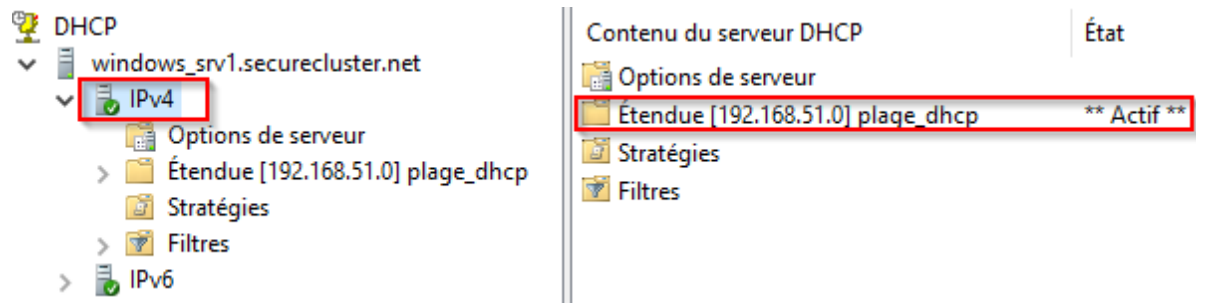 DHCP
windows_srv1.securecluster.net
IPv4
Options de serveur
Étendue [192.168.51.0] plage_dhcp
Stratégies
Filtres
IPv6
Contenu du serveur DHCP État
Options de serveur
Étendue [192.168.51.0] plage_dhcp ** Actif **
Stratégies
Filtres